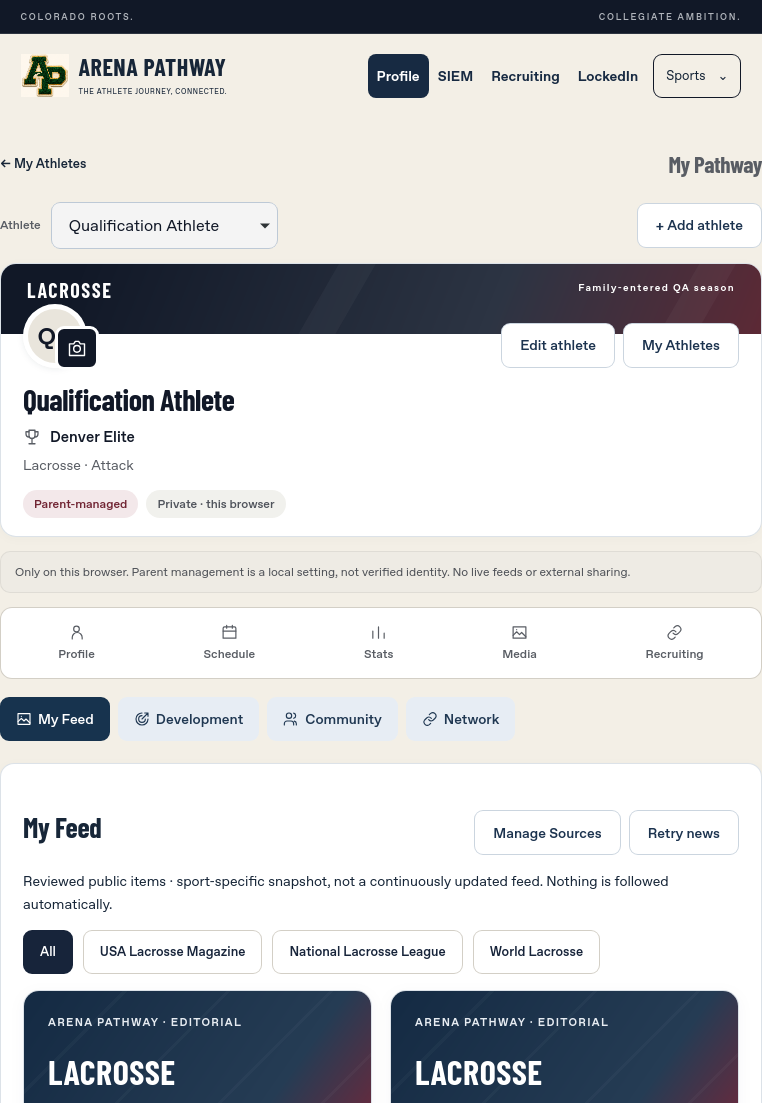 COLORADO ROOTS.
COLLEGIATE AMBITION.
AP
ARENA PATHWAY
THE ATHLETE JOURNEY, CONNECTED.
Profile
SIEM
Recruiting
LockedIn
Sports
← My Athletes
My Pathway
Athlete
Qualification Athlete
+ Add athlete
LACROSSE
Family-entered QA season
Q
Edit athlete
My Athletes
Qualification Athlete
Denver Elite
Lacrosse · Attack
Parent-managed
Private · this browser
Only on this browser. Parent management is a local setting, not verified identity. No live feeds or external sharing.
Profile
Schedule
Stats
Media
Recruiting
My Feed
Development
Community
Network
My Feed
Manage Sources
Retry news
Reviewed public items · sport-specific snapshot, not a continuously updated feed. Nothing is followed
automatically.
All
USA Lacrosse Magazine
National Lacrosse League
World Lacrosse
ARENA PATHWAY · EDITORIAL
LACROSSE
ARENA PATHWAY · EDITORIAL
LACROSSE